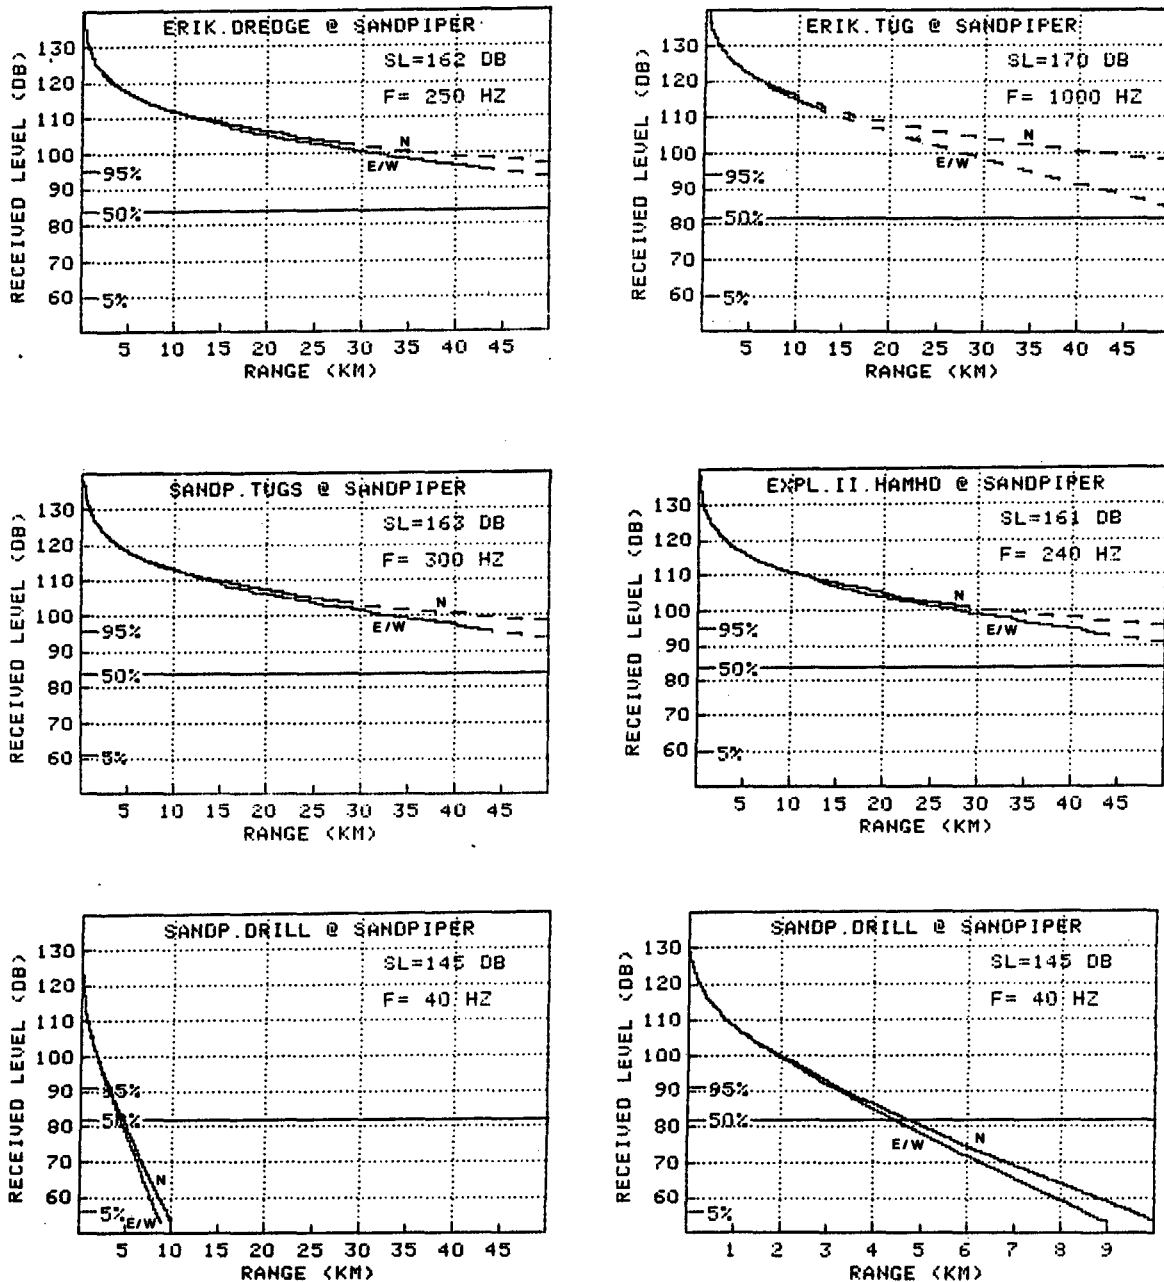 ERIK.DREDGE @ SANDPIPER
SL=162 DB
F= 250 HZ
RECEIVED LEVEL (DB)
130
120
110
100
90
80
70
60
95%
50%
5%
N
E/W
5 10 15 20 25 30 35 40 45
RANGE (KM)
ERIK.TUG @ SANDPIPER
SL=170 DB
F= 1000 HZ
RECEIVED LEVEL (DB)
130
120
110
100
90
80
70
60
95%
50%
5%
N
E/W
5 10 15 20 25 30 35 40 45
RANGE (KM)
SANDP.TUGS @ SANDPIPER
SL=163 DB
F= 300 HZ
RECEIVED LEVEL (DB)
130
120
110
100
90
80
70
60
95%
50%
5%
N
E/W
5 10 15 20 25 30 35 40 45
RANGE (KM)
EXPL.II.HAMHD @ SANDPIPER
SL=161 DB
F= 240 HZ
RECEIVED LEVEL (DB)
130
120
110
100
90
80
70
60
95%
50%
5%
N
E/W
5 10 15 20 25 30 35 40 45
RANGE (KM)
SANDP.DRILL @ SANDPIPER
SL=145 DB
F= 40 HZ
RECEIVED LEVEL (DB)
130
120
110
100
90
80
70
60
95%
50%
5%
N
E/W
5 10 15 20 25 30 35 40 45
RANGE (KM)
SANDP.DRILL @ SANDPIPER
SL=145 DB
F= 40 HZ
RECEIVED LEVEL (DB)
130
120
110
100
90
80
70
60
95%
50%
5%
N
E/W
1 2 3 4 5 6 7 8 9
RANGE (KM)